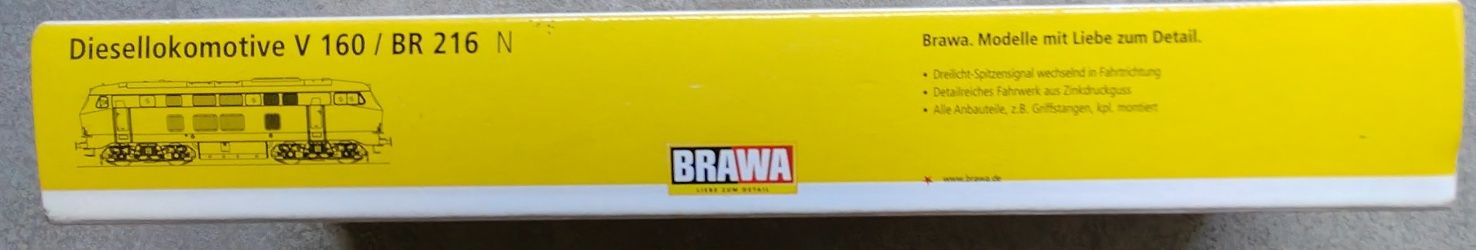 Diesellokomotive V 160 / BR 216 N
Brawa. Modelle mit Liebe zum Detail.
• Dreilicht-Spitzensignal wechselnd in Fahrtrichtung
• Detailreiches Fahrwerk aus Zinkdruckguss
• Alle Anbauteile, z.B. Griffstangen, kpl. montiert
BRAWA
LIEBE ZUM DETAIL
www.brawa.de